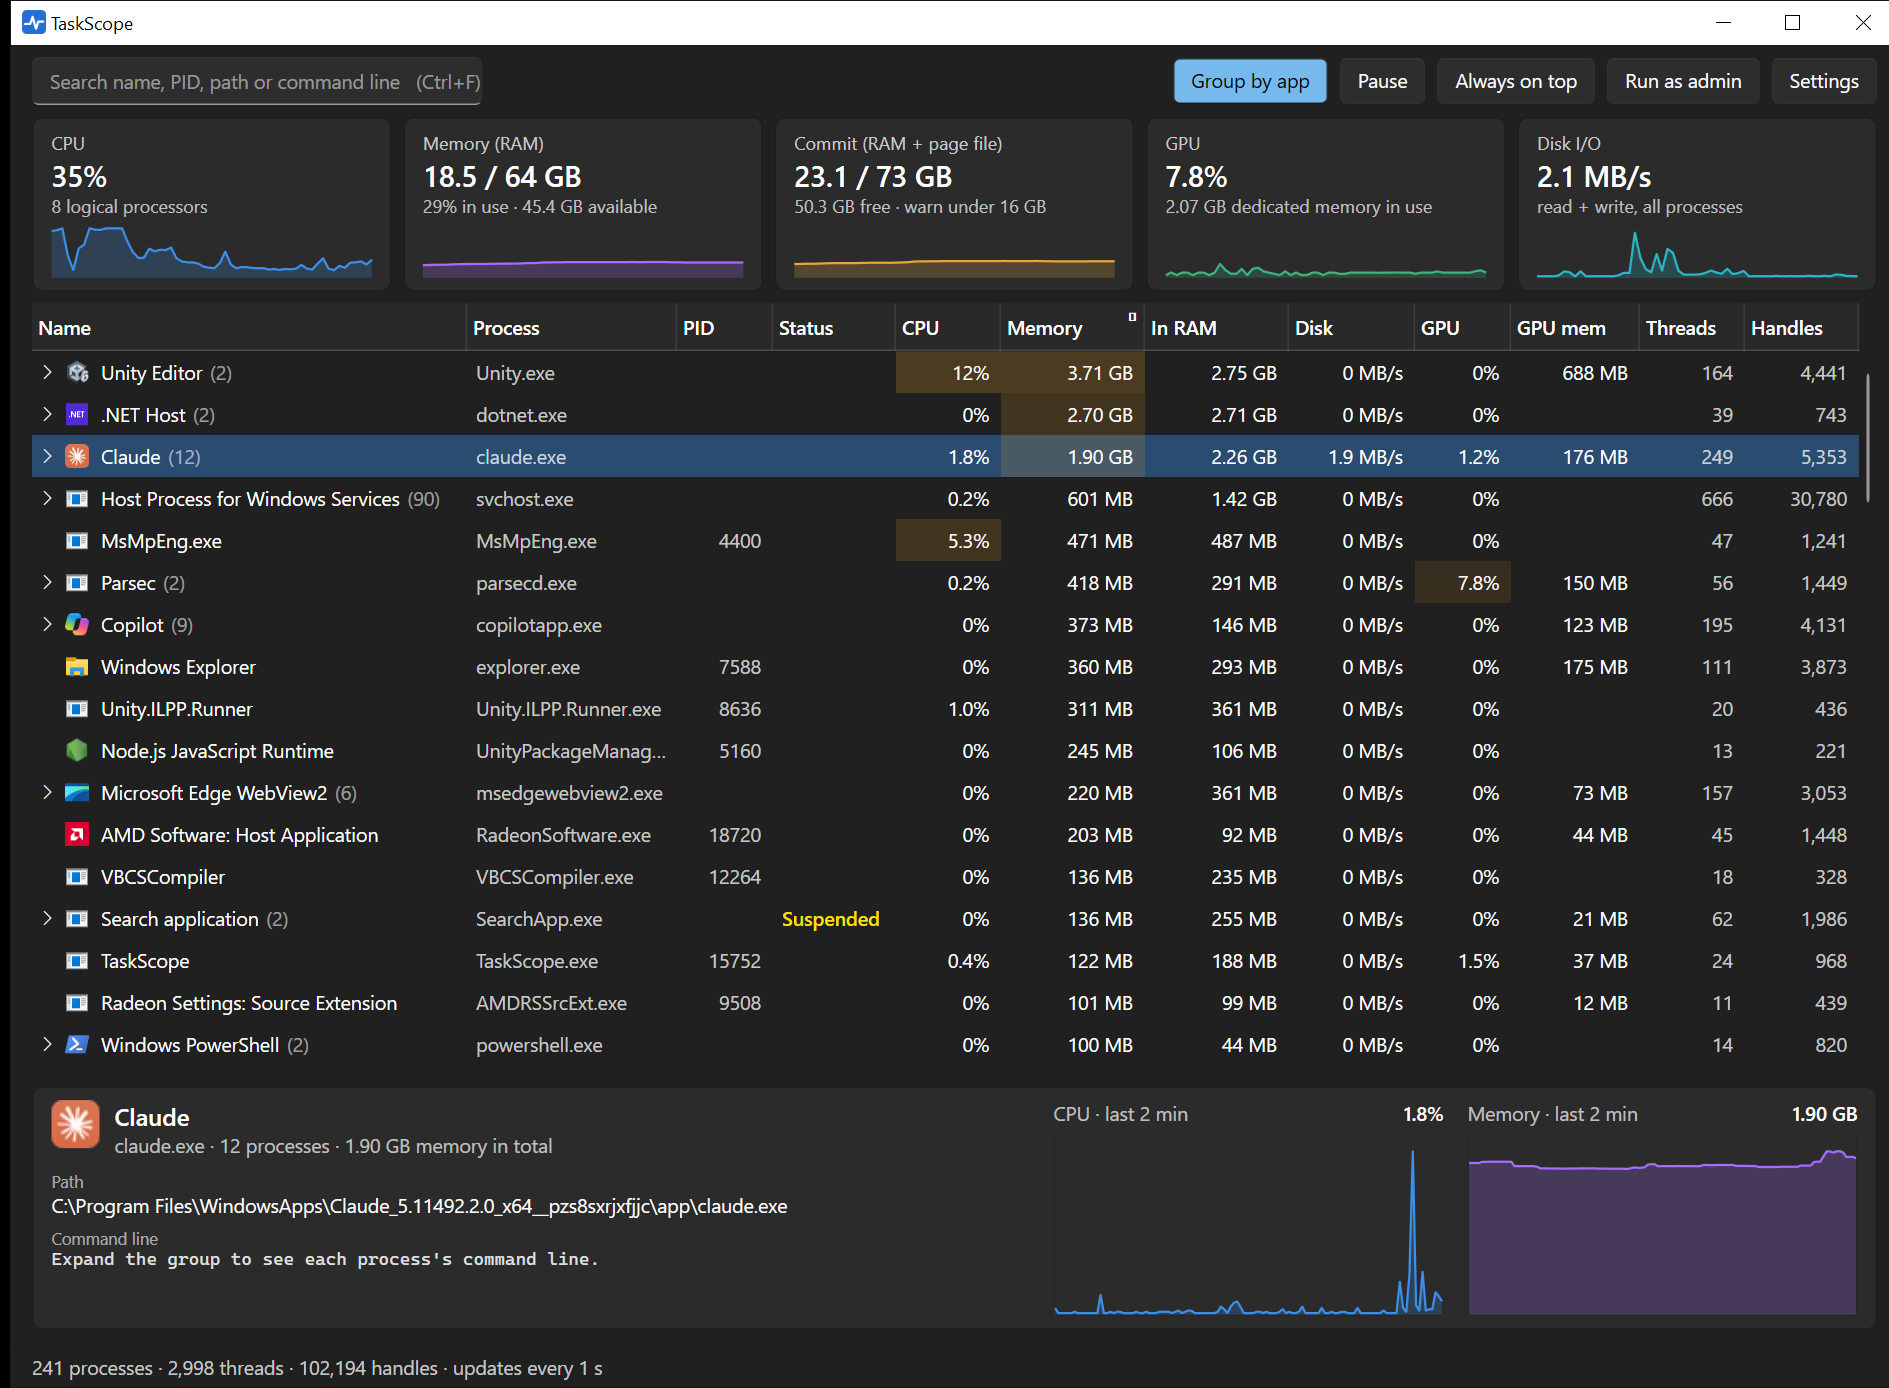 TaskScope
Search name, PID, path or command line (Ctrl+F)
Group by app
Pause
Always on top
Run as admin
Settings
CPU
35%
8 logical processors
Memory (RAM)
18.5 / 64 GB
29% in use · 45.4 GB available
Commit (RAM + page file)
23.1 / 73 GB
50.3 GB free · warn under 16 GB
GPU
7.8%
2.07 GB dedicated memory in use
Disk I/O
2.1 MB/s
read + write, all processes
Name Process PID Status CPU Memory In RAM Disk GPU GPU mem Threads Handles
Unity Editor (2) Unity.exe 12% 3.71 GB 2.75 GB 0 MB/s 0% 688 MB 164 4,441
.NET .NET Host (2) dotnet.exe 0% 2.70 GB 2.71 GB 0 MB/s 0% 39 743
Claude (12) claude.exe 1.8% 1.90 GB 2.26 GB 1.9 MB/s 1.2% 176 MB 249 5,353
Host Process for Windows Services (90) svchost.exe 0.2% 601 MB 1.42 GB 0 MB/s 0% 666 30,780
MsMpEng.exe MsMpEng.exe 4400 5.3% 471 MB 487 MB 0 MB/s 0% 47 1,241
Parsec (2) parsecd.exe 0.2% 418 MB 291 MB 0 MB/s 7.8% 150 MB 56 1,449
Copilot (9) copilotapp.exe 0% 373 MB 146 MB 0 MB/s 0% 123 MB 195 4,131
Windows Explorer explorer.exe 7588 0% 360 MB 293 MB 0 MB/s 0% 175 MB 111 3,873
Unity.ILPP.Runner Unity.ILPP.Runner.exe 8636 1.0% 311 MB 361 MB 0 MB/s 0% 20 436
Node.js JavaScript Runtime UnityPackageManag... 5160 0% 245 MB 106 MB 0 MB/s 0% 13 221
Microsoft Edge WebView2 (6) msedgewebview2.exe 0% 220 MB 361 MB 0 MB/s 0% 73 MB 157 3,053
AMD Software: Host Application RadeonSoftware.exe 18720 0% 203 MB 92 MB 0 MB/s 0% 44 MB 45 1,448
VBCSCompiler VBCSCompiler.exe 12264 0% 136 MB 235 MB 0 MB/s 0% 18 328
Search application (2) SearchApp.exe Suspended 0% 136 MB 255 MB 0 MB/s 0% 21 MB 62 1,986
TaskScope TaskScope.exe 15752 0.4% 122 MB 188 MB 0 MB/s 1.5% 37 MB 24 968
Radeon Settings: Source Extension AMDRSSrcExt.exe 9508 0% 101 MB 99 MB 0 MB/s 0% 12 MB 11 439
Windows PowerShell (2) powershell.exe 0% 100 MB 44 MB 0 MB/s 0% 14 820
Claude
claude.exe · 12 processes · 1.90 GB memory in total
Path
C:\Program Files\WindowsApps\Claude_5.11492.2.0_x64__pzs8sxrjxfjjc\app\claude.exe
Command line
Expand the group to see each process's command line.
CPU · last 2 min 1.8%
Memory · last 2 min 1.90 GB
241 processes · 2,998 threads · 102,194 handles · updates every 1 s